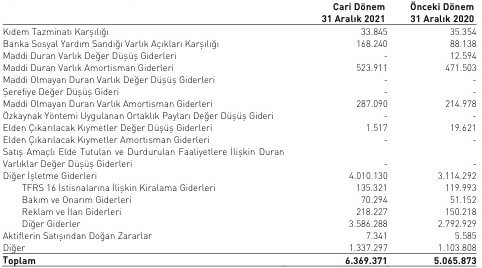 Cari Dönem Önceki Dönem
31 Aralık 2021 31 Aralık 2020
Kıdem Tazminatı Karşılığı 33.845 35.354
Banka Sosyal Yardım Sandığı Varlık Açıkları Karşılığı 168.240 88.138
Maddi Duran Varlık Değer Düşüş Giderleri - 12.594
Maddi Duran Varlık Amortisman Giderleri 523.911 471.503
Maddi Olmayan Duran Varlık Değer Düşüş Giderleri - -
Şerefiye Değer Düşüş Gideri - -
Maddi Olmayan Duran Varlık Amortisman Giderleri 287.090 214.978
Özkaynak Yöntemi Uygulanan Ortaklık Payları Değer Düşüş Gideri - -
Elden Çıkarılacak Kıymetler Değer Düşüş Giderleri 1.517 19.621
Elden Çıkarılacak Kıymetler Amortisman Giderleri - -
Satış Amaçlı Elde Tutulan ve Durdurulan Faaliyetlere İlişkin Duran
Varlıklar Değer Düşüş Giderleri - -
Diğer İşletme Giderleri 4.010.130 3.114.292
TFRS 16 İstisnalarına İlişkin Kiralama Giderleri 135.321 119.993
Bakım ve Onarım Giderleri 70.294 51.152
Reklam ve İlan Giderleri 218.227 150.218
Diğer Giderler 3.586.288 2.792.929
Aktiflerin Satışından Doğan Zararlar 7.341 5.585
Diğer 1.337.297 1.103.808
Toplam 6.369.371 5.065.873